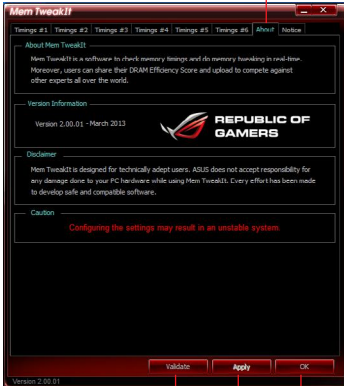 Mem TweakIt
Timings #1 Timings #2 Timings #3 Timings #4 Timings #5 Timings #6 About Notice
About Mem TweakIt
Mem TweakIt is a software to check memory timings and do memory tweaking in real-time.
Moreover, users can share their DRAM Efficiency Score and upload to compete against
other experts all over the world.
Version Information
Version 2.00.01 - March 2013
REPUBLIC OF
GAMERS
Disclaimer
Mem TweakIt is designed for technically adept users. ASUS does not accept responsibility for
any damage done to your PC hardware while using Mem TweakIt. Every effort has been made
to develop safe and compatible software.
Caution
Configuring the settings may result in an unstable system.
Validate Apply OK
Version 2.00.01